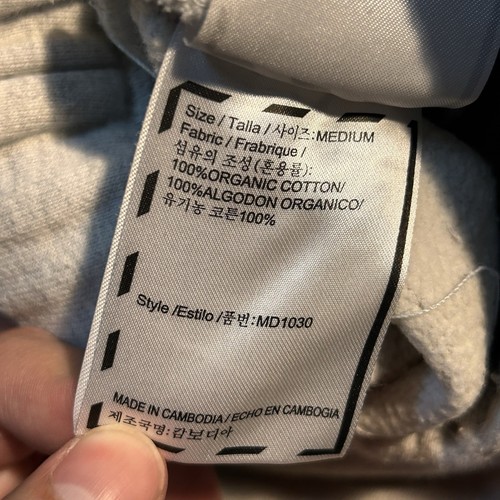 Size / Talla / 사이즈:MEDIUM
Fabric / Frabrique /
섬유의 조성(혼용률):
100%ORGANIC COTTON/
100%ALGODON ORGANICO/
유기농 코튼100%
Style /Estilo /품번:MD1030
MADE IN CAMBODIA / ECHO EN CAMBOGIA
제조국명:캄보디아